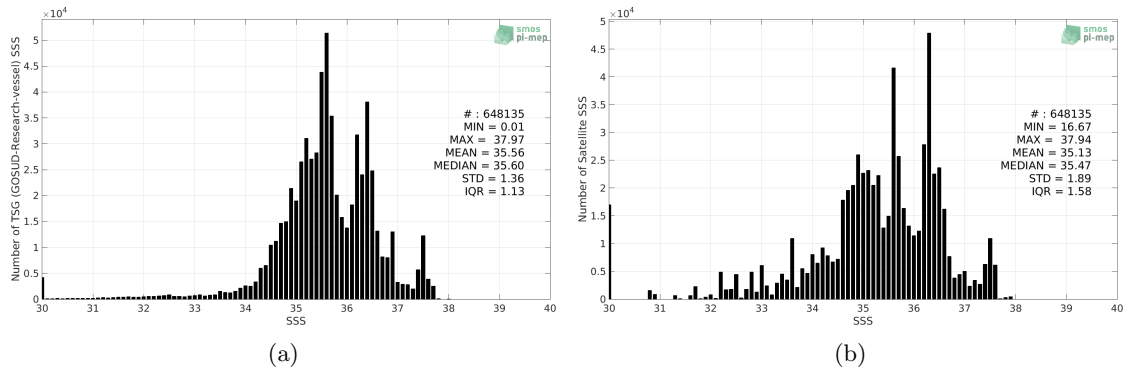 ×10⁴
5
4.5
4
3.5
3
2.5
2
1.5
1
0.5
0
30 31 32 33 34 35 36 37 38 39 40
SSS
Number of TSG (GOSUD-Research-vessel) SSS
smos
pi-mep
# : 648135
MIN = 0.01
MAX = 37.97
MEAN = 35.56
MEDIAN = 35.60
STD = 1.36
IQR = 1.13
(a)
×10⁴
5
4.5
4
3.5
3
2.5
2
1.5
1
0.5
0
30 31 32 33 34 35 36 37 38 39 40
SSS
Number of Satellite SSS
smos
pi-mep
# : 648135
MIN = 16.67
MAX = 37.94
MEAN = 35.13
MEDIAN = 35.47
STD = 1.89
IQR = 1.58
(b)